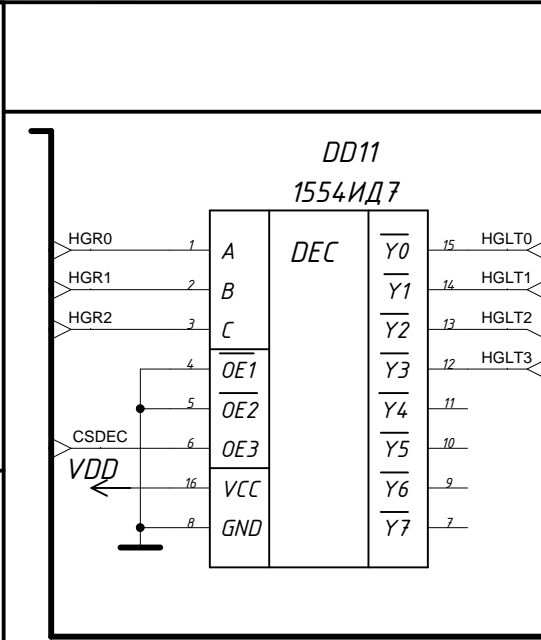 DD11
1554ИД7
HGR0 1 A DEC Y0 15 HGLT0
HGR1 2 B Y1 14 HGLT1
HGR2 3 C Y2 13 HGLT2
4 OE1 Y3 12 HGLT3
5 OE2 Y4 11
CSDEC 6 OE3 Y5 10
VDD 16 VCC Y6 9
8 GND Y7 7